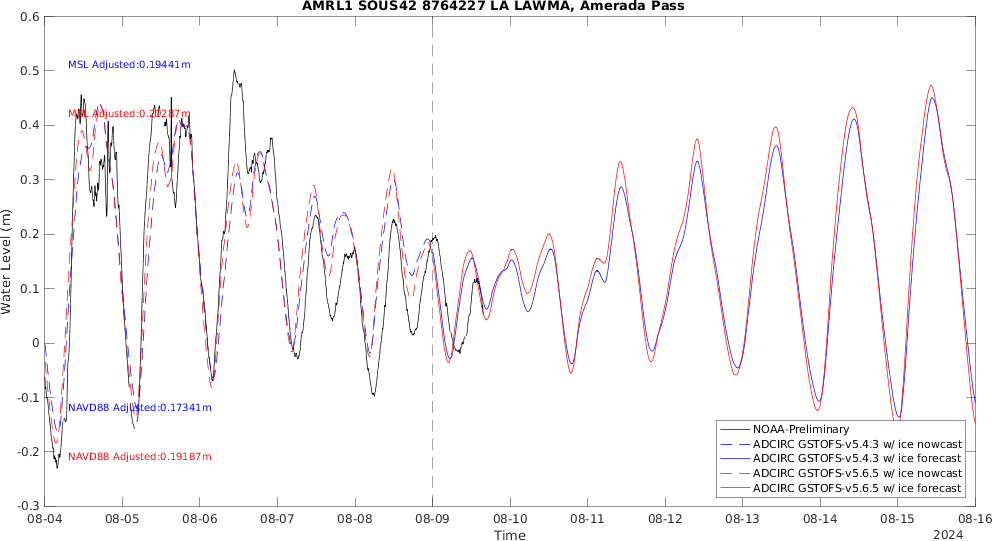 AMRL1 SOUS42 8764227 LA LAWMA, Amerada Pass
0.6
0.5
0.4
0.3
0.2
0.1
0
-0.1
-0.2
-0.3
Water Level (m)
MSL Adjusted:0.19441m
MSL Adjusted:0.20287m
NAVD88 Adjusted:0.17341m
NAVD88 Adjusted:0.19187m
NOAA-Preliminary
ADCIRC GSTOFS-v5.4.3 w/ ice nowcast
ADCIRC GSTOFS-v5.4.3 w/ ice forecast
ADCIRC GSTOFS-v5.6.5 w/ ice nowcast
ADCIRC GSTOFS-v5.6.5 w/ ice forecast
08-04 08-05 08-06 08-07 08-08 08-09 08-10 08-11 08-12 08-13 08-14 08-15 08-16
Time
2024